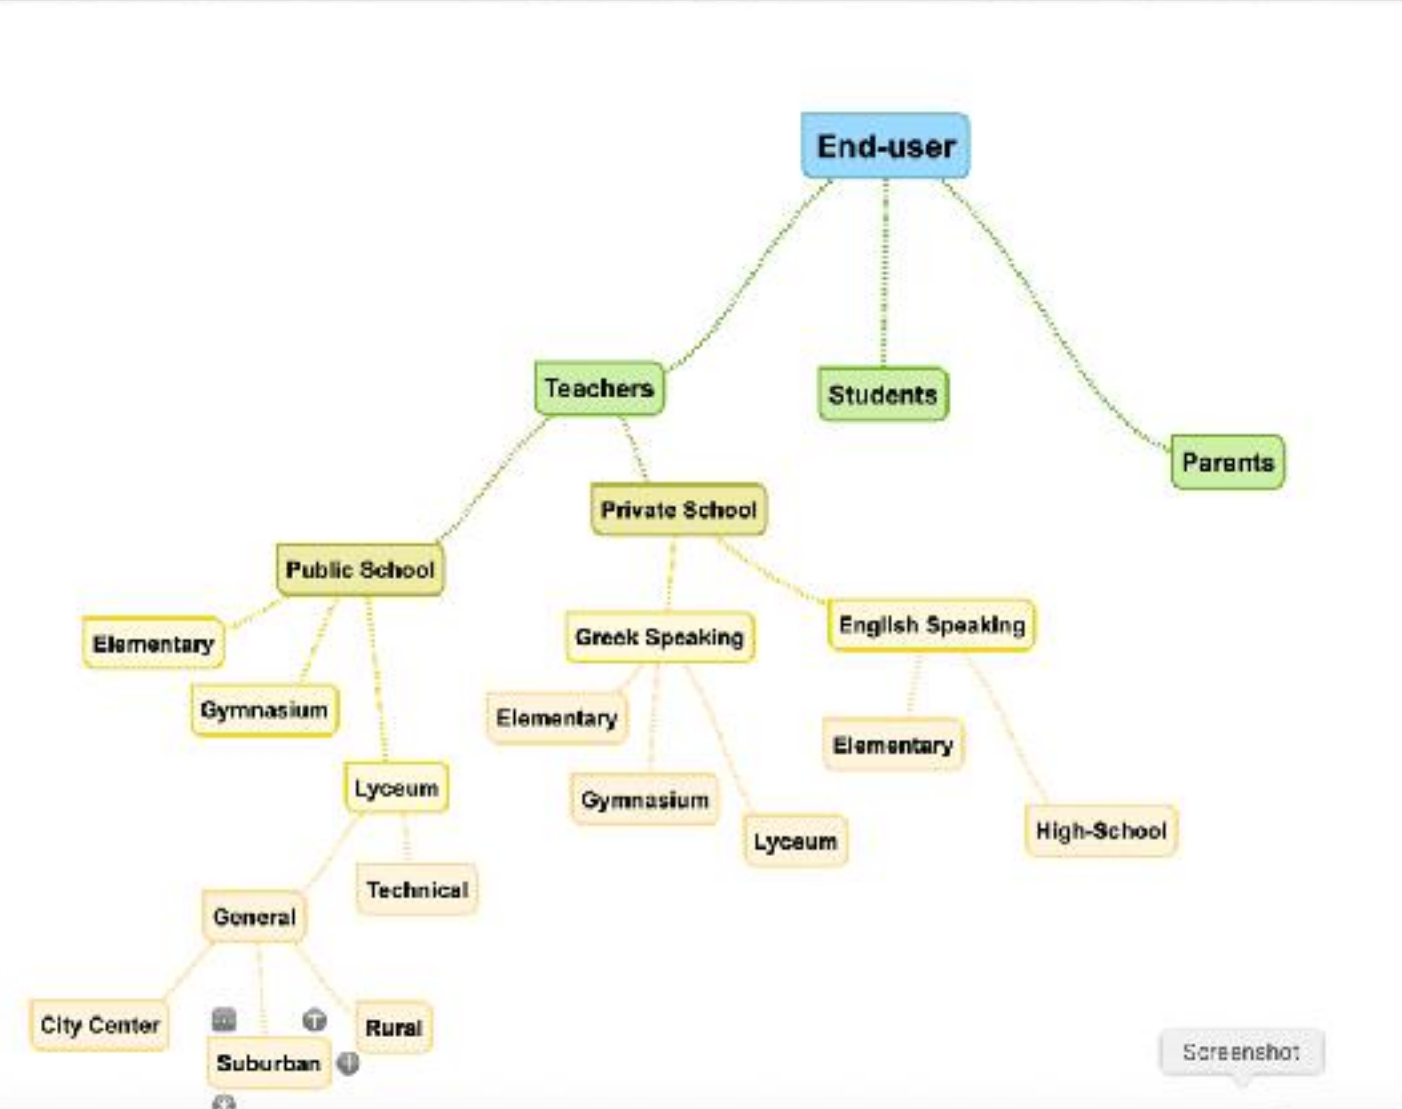 End-user
Teachers
Students
Parents
Private School
Public School
Elementary
Gymnasium
Lyceum
Greek Speaking
English Speaking
Elementary
Gymnasium
Lyceum
Elementary
High-School
Technical
General
City Center
Suburban
Rural
Screenshot